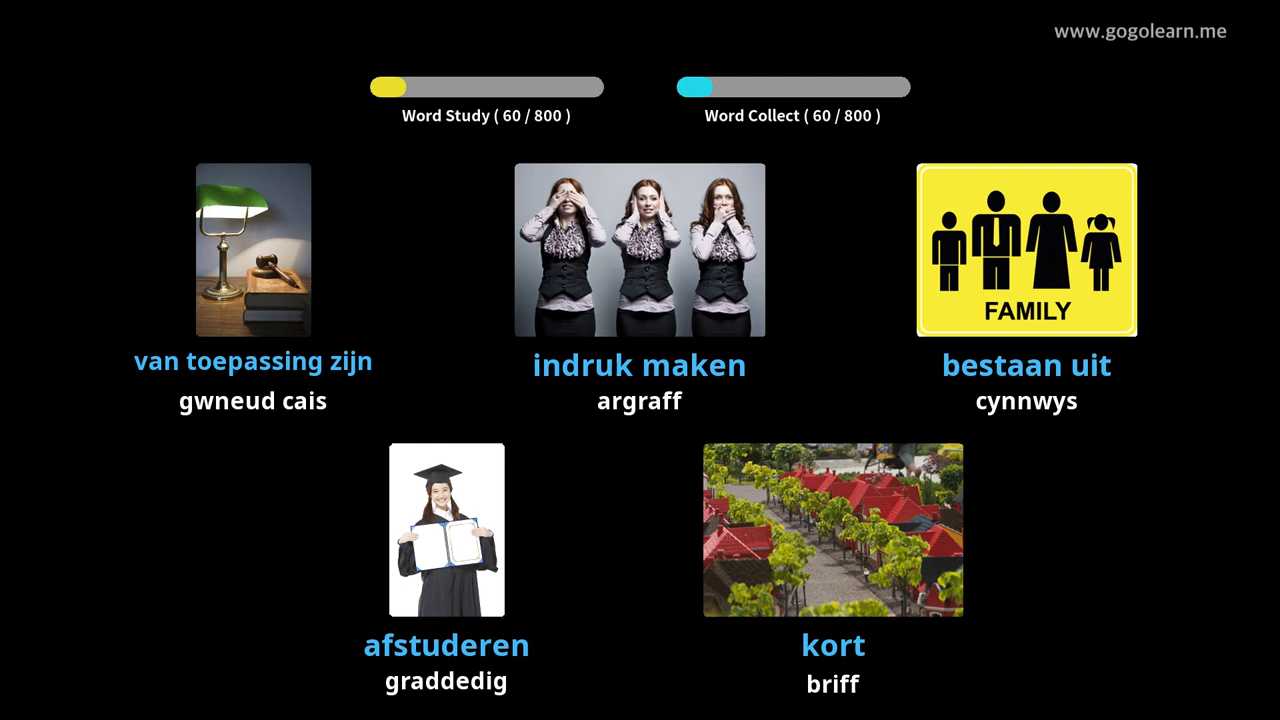 www.gogolearn.me
Word Study ( 60 / 800 )
Word Collect ( 60 / 800 )
FAMILY
van toepassing zijn
gwneud cais
indruk maken
argraff
bestaan uit
cynnwys
afstuderen
graddedig
kort
briff